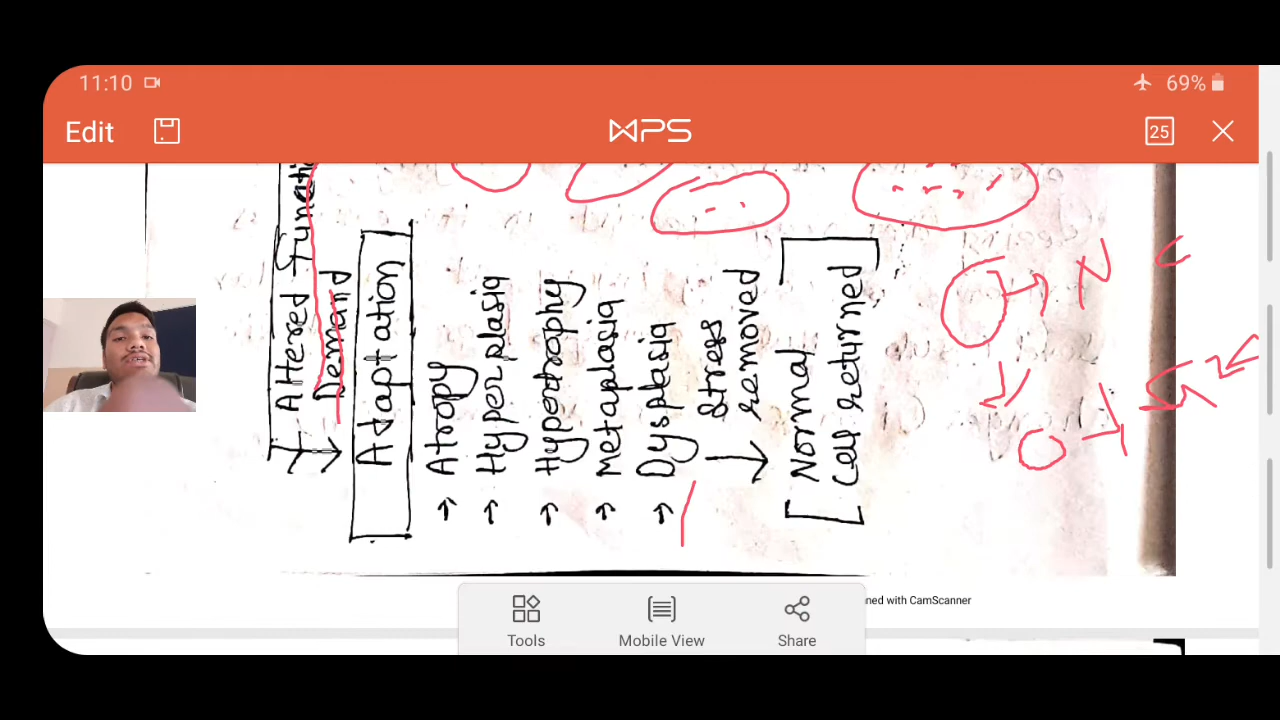 11:10
69%
Edit
WPS
25
Altered Functi
Demand
Adaptation
→ Atropy
→ Hyperplasia
→ Hypertrophy
→ Metaplasia
→ Dysplasia
Stress
removed
[Normal
Cell returned]
Tools
Mobile View
Share
ned with CamScanner